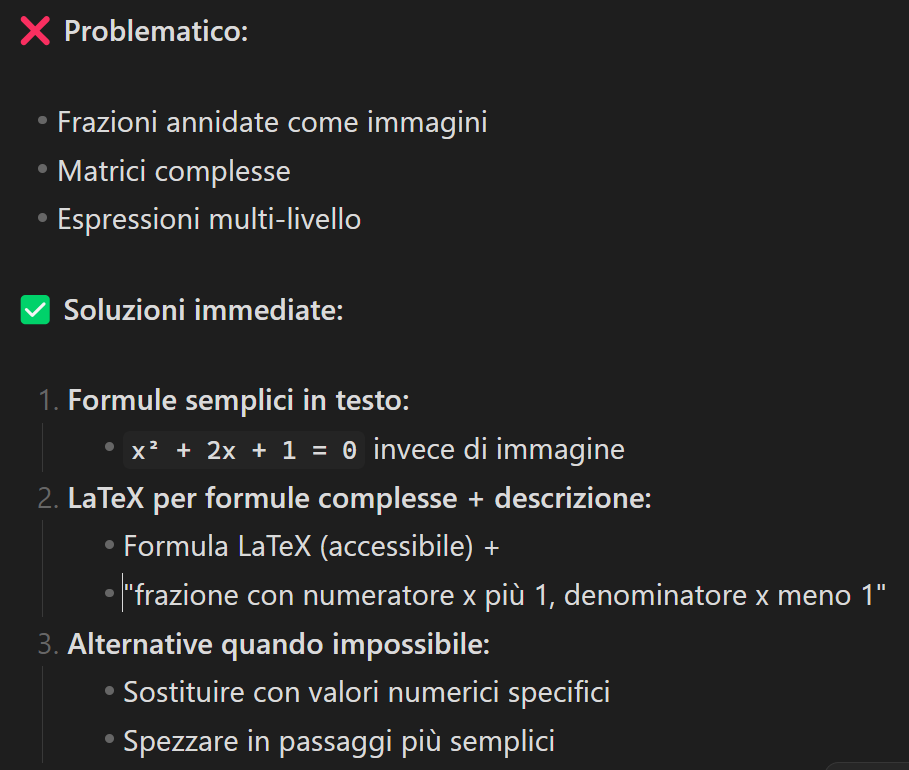 ❌ Problematico:
• Frazioni annidate come immagini
• Matrici complesse
• Espressioni multi-livello
✅ Soluzioni immediate:
1. Formule semplici in testo:
• x² + 2x + 1 = 0 invece di immagine
2. LaTeX per formule complesse + descrizione:
• Formula LaTeX (accessibile) +
• "frazione con numeratore x più 1, denominatore x meno 1"
3. Alternative quando impossibile:
• Sostituire con valori numerici specifici
• Spezzare in passaggi più semplici